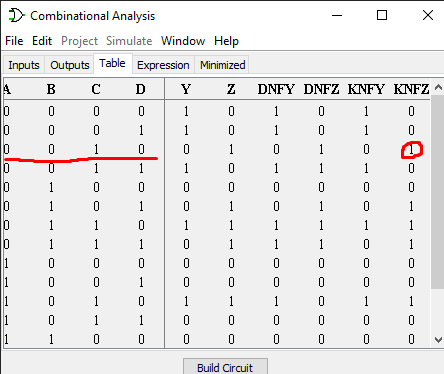 Combinational Analysis
File Edit Project Simulate Window Help
Inputs Outputs Table Expression Minimized
A B C D Y Z DNFY DNFZ KNFY KNFZ
0 0 0 0 1 0 1 0 1 0
0 0 0 1 1 0 1 0 1 0
0 0 1 0 0 1 0 1 0 1
0 0 1 1 1 0 1 1 1 0
0 1 0 0 0 0 0 0 0 0
0 1 0 1 0 1 0 1 0 1
0 1 1 0 1 1 1 1 1 1
0 1 1 1 0 1 1 1 0 1
1 0 0 0 0 0 0 0 0 0
1 0 0 1 0 0 0 0 0 0
1 0 1 0 1 1 1 1 1 1
1 0 1 1 0 0 0 0 0 0
1 1 0 0 0 0 0 0 0 0
Build Circuit